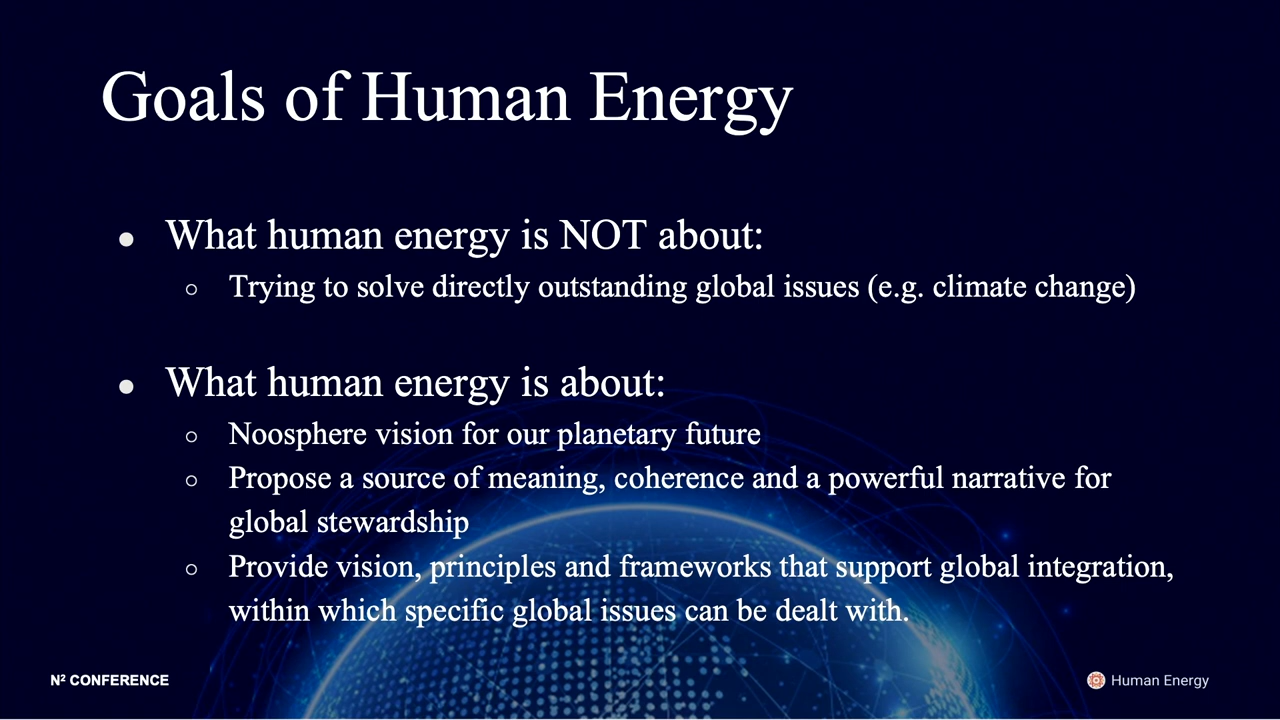 Goals of Human Energy
● What human energy is NOT about:
○ Trying to solve directly outstanding global issues (e.g. climate change)
● What human energy is about:
○ Noosphere vision for our planetary future
○ Propose a source of meaning, coherence and a powerful narrative for
global stewardship
○ Provide vision, principles and frameworks that support global integration,
within which specific global issues can be dealt with.
N² CONFERENCE
Human Energy